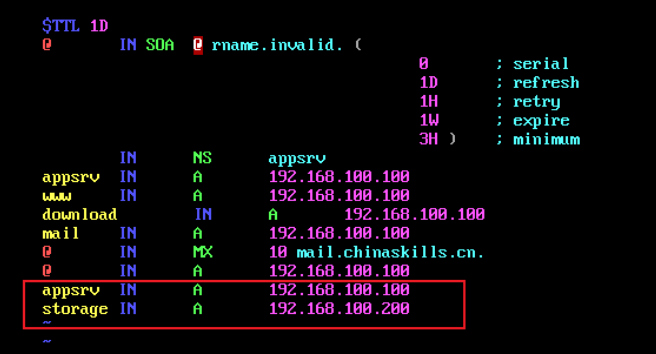 $TTL 1D
@ IN SOA @ rname.invalid. (
0 ; serial
1D ; refresh
1H ; retry
1W ; expire
3H ) ; minimum
IN NS appsrv
appsrv IN A 192.168.100.100
www IN A 192.168.100.100
download IN A 192.168.100.100
mail IN A 192.168.100.100
@ IN MX 10 mail.chinaskills.cn.
@ IN A 192.168.100.100
appsrv IN A 192.168.100.100
storage IN A 192.168.100.200
~
~